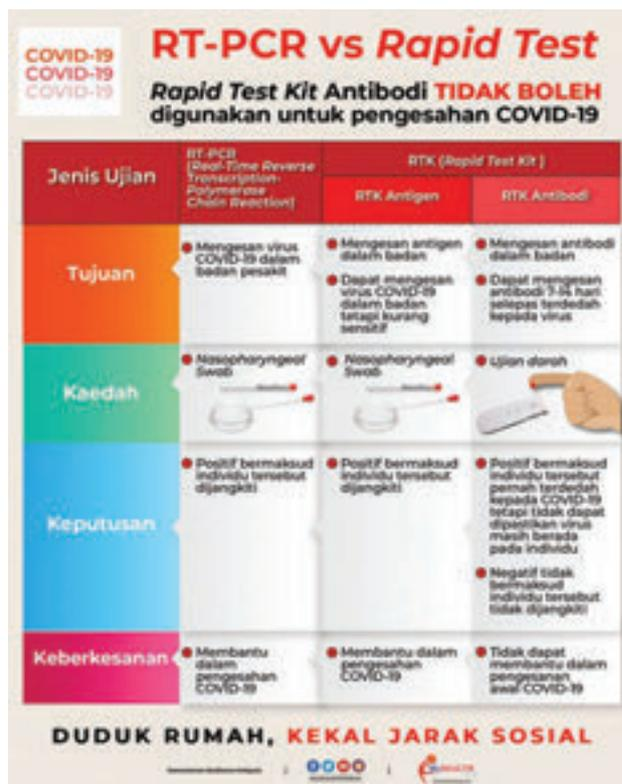 COVID-19
COVID-19
COVID-19
RT-PCR vs Rapid Test
Rapid Test Kit Antibodi TIDAK BOLEH
digunakan untuk pengesahan COVID-19
Jenis Ujian
RT-PCR
(Real-Time Reverse
Transcription-
Polymerase
Chain Reaction)
RTK (Rapid Test Kit )
RTK Antigen
RTK Antibodi
Tujuan
Mengesan virus
COVID-19 dalam
badan pesakit
Mengesan antigen
dalam badan
Dapat mengesan
virus COVID-19
dalam badan
tetapi kurang
sensitif
Mengesan antibodi
dalam badan
Dapat mengesan
antibodi 7-14 hari
selepas terdedah
kepada virus
Kaedah
Nasopharyngeal
Swab
Nasopharyngeal
Swab
Ujian darah
Keputusan
Positif bermaksud
individu tersebut
dijangkiti
Positif bermaksud
individu tersebut
dijangkiti
Positif bermaksud
individu tersebut
pernah terdedah
kepada COVID-19
tetapi tidak dapat
dipastikan virus
masih berada
pada individu
Negatif tidak
bermaksud
individu tersebut
tidak dijangkiti
Keberkesanan
Membantu
dalam
pengesahan
COVID-19
Membantu dalam
pengesahan
COVID-19
Tidak dapat
membantu dalam
pengesanan
awal COVID-19
DUDUK RUMAH, KEKAL JARAK SOSIAL